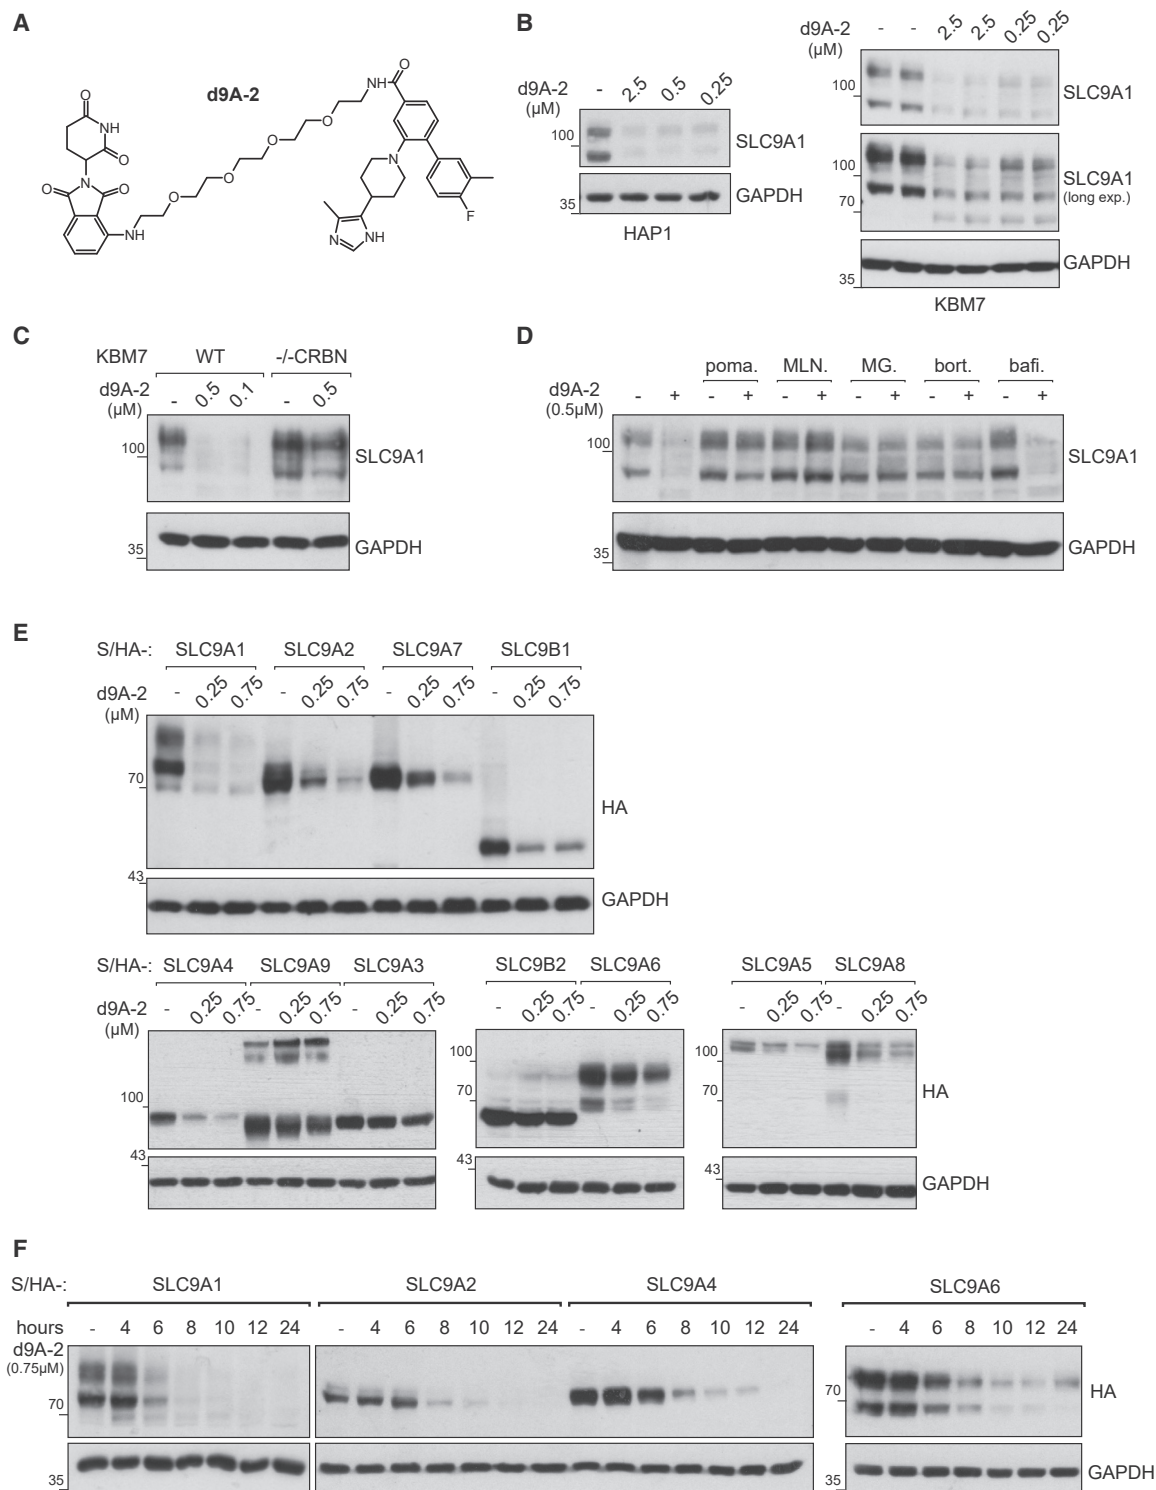 A
d9A-2
O
NH
O
N
O
O
NH
O
O
O
O
HN
O
N
N
NH
F
B
d9A-2 (µM)
- 2.5 0.5 0.25
100
SLC9A1
35
GAPDH
HAP1
d9A-2 (µM)
- - 2.5 2.5 0.25 0.25
100
SLC9A1
100
70
SLC9A1
(long exp.)
35
GAPDH
KBM7
C
KBM7 WT -/-CRBN
d9A-2 (µM)
- 0.5 0.1 - 0.5
100
SLC9A1
35
GAPDH
D
poma. MLN. MG. bort. bafi.
d9A-2 (0.5µM)
- + - + - + - + - + - +
100
SLC9A1
35
GAPDH
E
S/HA-: SLC9A1 SLC9A2 SLC9A7 SLC9B1
d9A-2 (µM)
- 0.25 0.75 - 0.25 0.75 - 0.25 0.75 - 0.25 0.75
70
HA
43
GAPDH
S/HA-: SLC9A4 SLC9A9 SLC9A3 SLC9B2 SLC9A6 SLC9A5 SLC9A8
d9A-2 (µM)
- 0.25 0.75 - 0.25 0.75 - 0.25 0.75 - 0.25 0.75 - 0.25 0.75 - 0.25 0.75 - 0.25 0.75
100
100
70
100
70
HA
43
43
43
GAPDH
F
S/HA-: SLC9A1 SLC9A2 SLC9A4 SLC9A6
hours - 4 6 8 10 12 24 - 4 6 8 10 12 24 - 4 6 8 10 12 24 - 4 6 8 10 12 24
d9A-2
(0.75µM)
70
70
HA
35
35
GAPDH